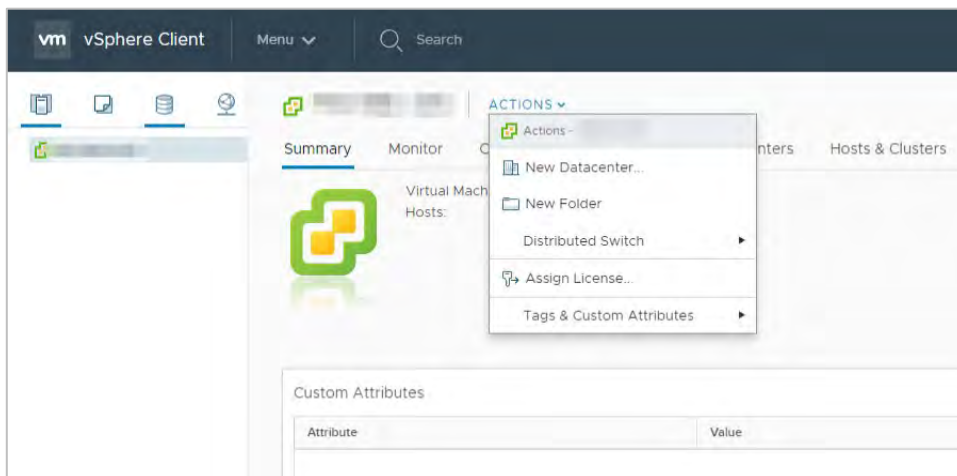 vm vSphere Client Menu Search
ACTIONS
Actions -
Summary Monitor Hosts & Clusters
New Datacenter...
Virtual Mach
New Folder
Hosts:
Distributed Switch
Assign License...
Tags & Custom Attributes
Custom Attributes
Attribute Value